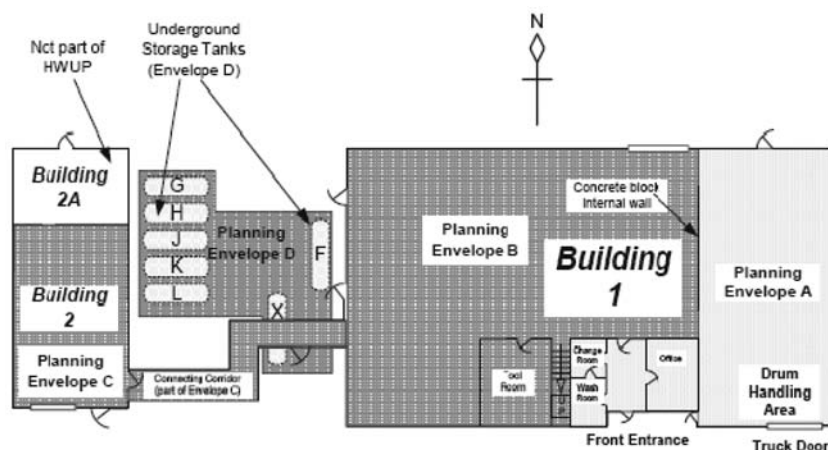 Underground
Storage Tanks
(Envelope D)
Nct part of
HWUP
N
Building
2A
G
H
J
K
L
F
X
Planning
Envelope D
Building
2
Planning
Envelope C
Connecting Corridor
(part of Envelope C)
Planning
Envelope B
Concrete block
Internal wall
Building
1
Planning
Envelope A
Tool
Room
Change
Room
Wash
Room
Office
UP
Drum
Handling
Area
Front Entrance
Truck Door